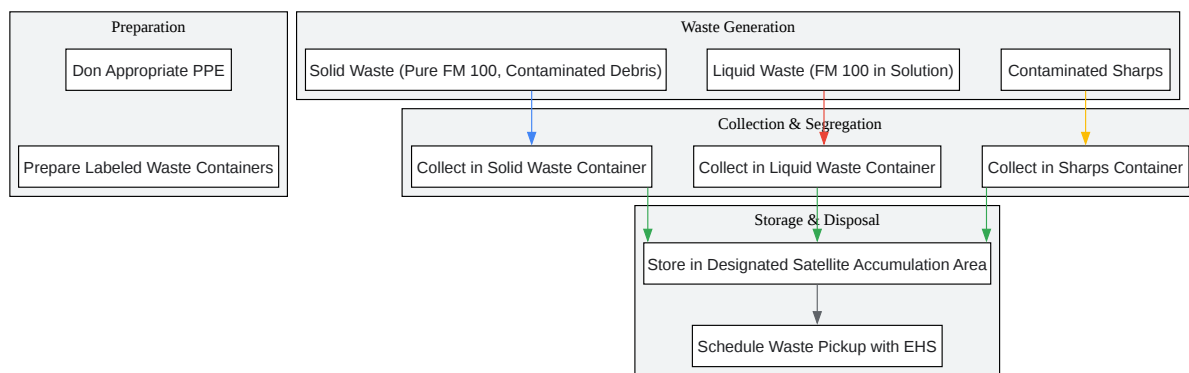 Preparation
Don Appropriate PPE
Prepare Labeled Waste Containers
Waste Generation
Solid Waste (Pure FM 100, Contaminated Debris)
Liquid Waste (FM 100 in Solution)
Contaminated Sharps
Collection & Segregation
Collect in Solid Waste Container
Collect in Liquid Waste Container
Collect in Sharps Container
Storage & Disposal
Store in Designated Satellite Accumulation Area
Schedule Waste Pickup with EHS